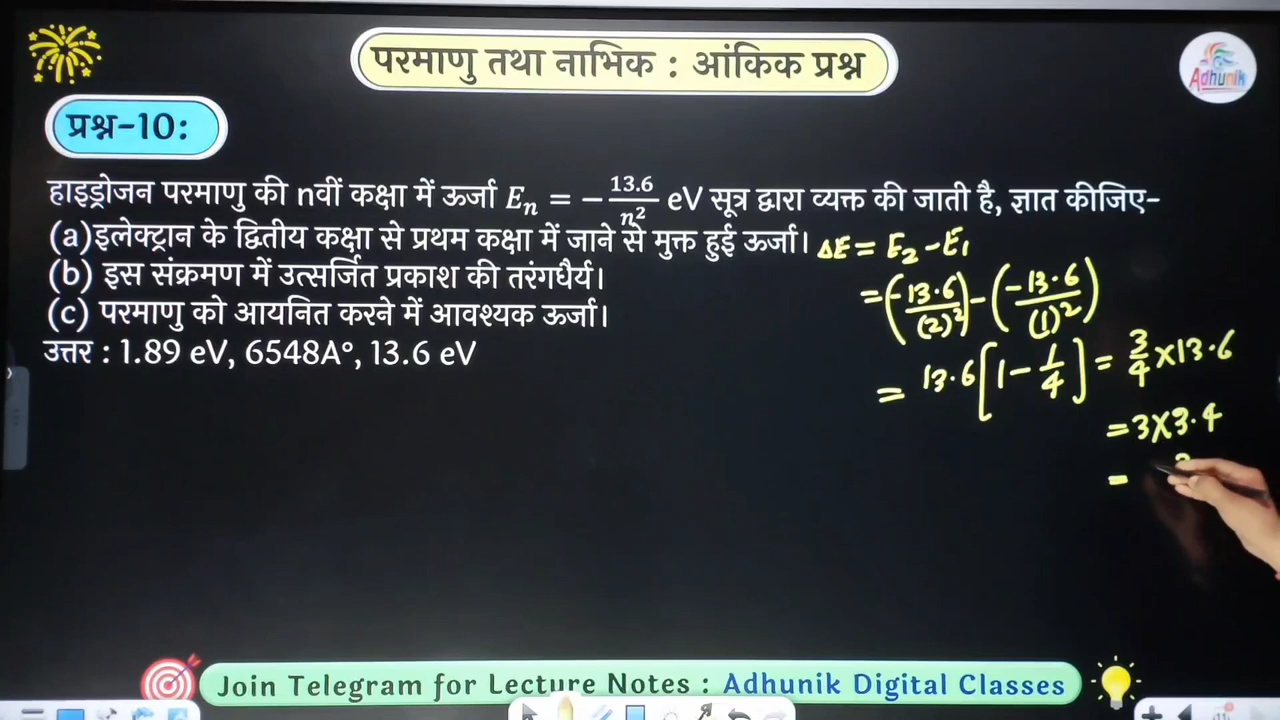 परमाणु तथा नाभिक : आंकिक प्रश्न
Adhunik
प्रश्न-10:
हाइड्रोजन परमाणु की nवीं कक्षा में ऊर्जा E_n = -13.6/n² eV सूत्र द्वारा व्यक्त की जाती है, ज्ञात कीजिए-
(a)इलेक्ट्रान के द्वितीय कक्षा से प्रथम कक्षा में जाने से मुक्त हुई ऊर्जा।
ΔE = E₂ - E₁
(b) इस संक्रमण में उत्सर्जित प्रकाश की तरंगधैर्य।
= (-13.6/(2)²) - (-13.6/(1)²)
(c) परमाणु को आयनित करने में आवश्यक ऊर्जा।
उत्तर : 1.89 eV, 6548A°, 13.6 eV
= 13.6[1 - 1/4] = 3/4 × 13.6
= 3×3.4
=
Join Telegram for Lecture Notes : Adhunik Digital Classes